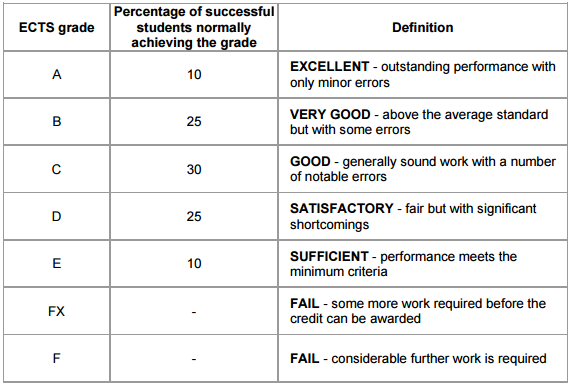 ECTS grade
Percentage of successful
students normally
achieving the grade
Definition
A
10
EXCELLENT - outstanding performance with
only minor errors
B
25
VERY GOOD - above the average standard
but with some errors
C
30
GOOD - generally sound work with a number
of notable errors
D
25
SATISFACTORY - fair but with significant
shortcomings
E
10
SUFFICIENT - performance meets the
minimum criteria
FX
-
FAIL - some more work required before the
credit can be awarded
F
-
FAIL - considerable further work is required